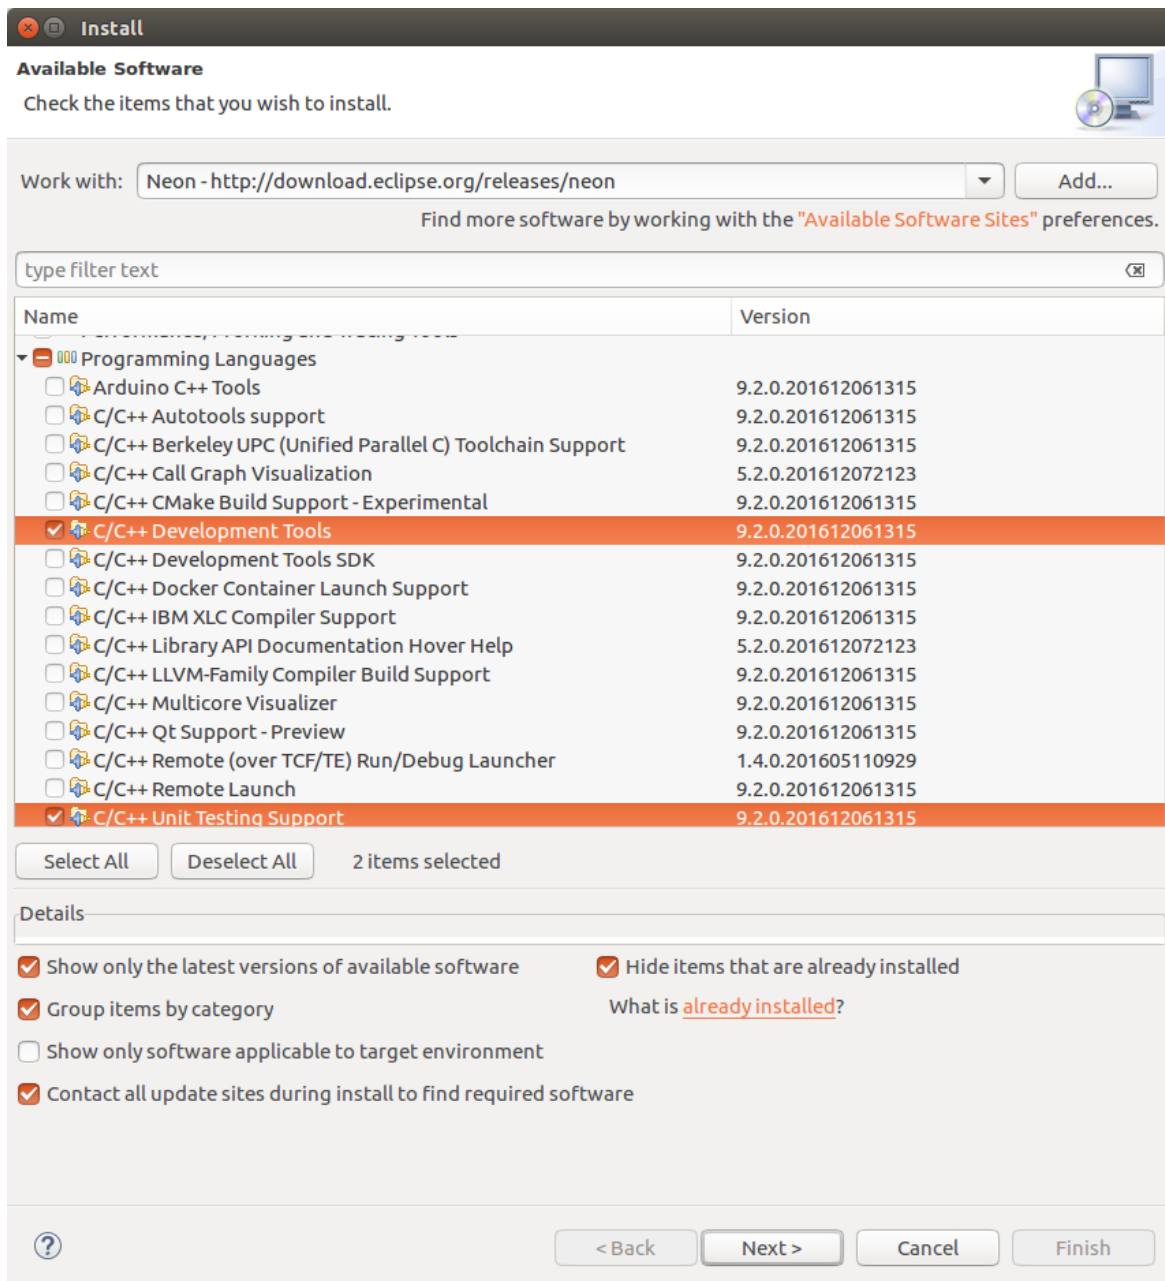 Install
Available Software
Check the items that you wish to install.
Work with: Neon - http://download.eclipse.org/releases/neon Add...
Find more software by working with the "Available Software Sites" preferences.
type filter text
Name Version
Programming Languages
Arduino C++ Tools 9.2.0.201612061315
C/C++ Autotools support 9.2.0.201612061315
C/C++ Berkeley UPC (Unified Parallel C) Toolchain Support 9.2.0.201612061315
C/C++ Call Graph Visualization 5.2.0.201612072123
C/C++ CMake Build Support - Experimental 9.2.0.201612061315
C/C++ Development Tools 9.2.0.201612061315
C/C++ Development Tools SDK 9.2.0.201612061315
C/C++ Docker Container Launch Support 9.2.0.201612061315
C/C++ IBM XLC Compiler Support 9.2.0.201612061315
C/C++ Library API Documentation Hover Help 5.2.0.201612072123
C/C++ LLVM-Family Compiler Build Support 9.2.0.201612061315
C/C++ Multicore Visualizer 9.2.0.201612061315
C/C++ Qt Support - Preview 9.2.0.201612061315
C/C++ Remote (over TCF/TE) Run/Debug Launcher 1.4.0.201605110929
C/C++ Remote Launch 9.2.0.201612061315
C/C++ Unit Testing Support 9.2.0.201612061315
Select All Deselect All 2 items selected
Details
Show only the latest versions of available software Hide items that are already installed
Group items by category What is already installed?
Show only software applicable to target environment
Contact all update sites during install to find required software
? < Back Next > Cancel Finish